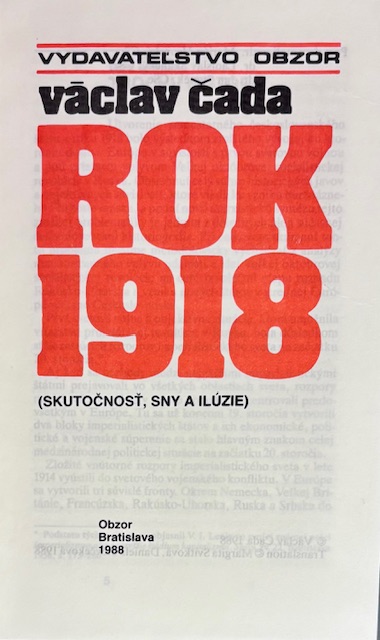 VYDAVATEĽSTVO OBZOR
václav čada
ROK
1918
(SKUTOČNOSŤ, SNY A ILÚZIE)
Obzor
Bratislava
1988